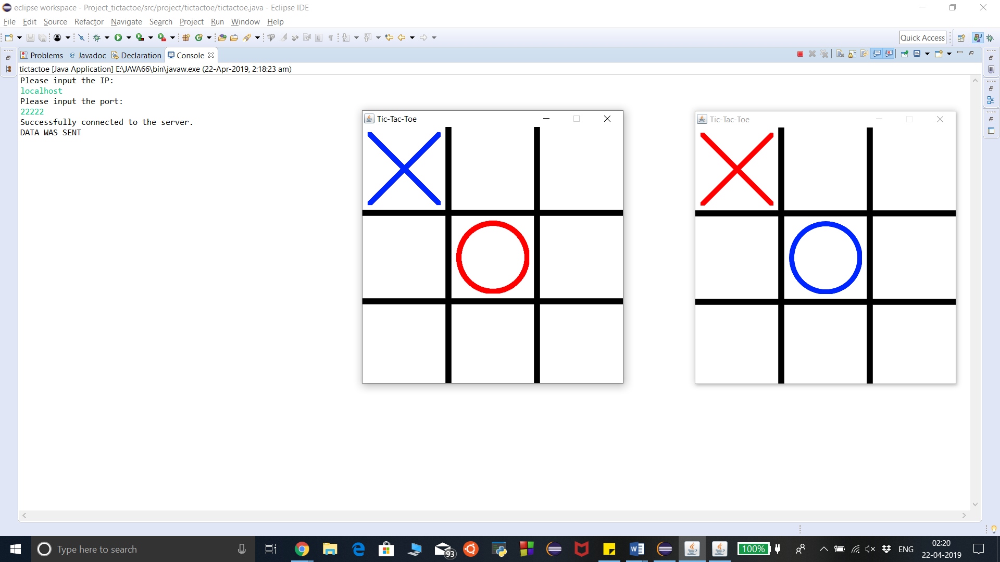 eclipse workspace - Project_tictactoe/src/project/tictactoe/tictactoe.java - Eclipse IDE
File Edit Source Refactor Navigate Search Project Run Window Help
Quick Access
Problems @ Javadoc Declaration Console
tictactoe [Java Application] E:\JAVA66\bin\javaw.exe (22-Apr-2019, 2:18:23 am)
Please input the IP:
localhost
Please input the port:
22222
Successfully connected to the server.
DATA WAS SENT
Tic-Tac-Toe
Tic-Tac-Toe
Type here to search
93
100%
ENG
02:20
22-04-2019